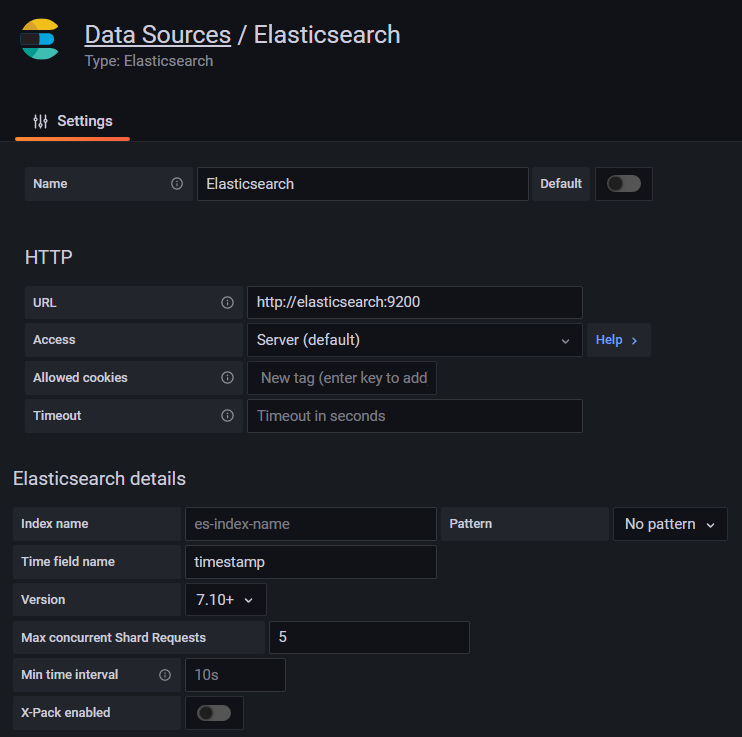 Data Sources / Elasticsearch
Type: Elasticsearch
Settings
Name Elasticsearch Default
HTTP
URL http://elasticsearch:9200
Access Server (default) Help
Allowed cookies New tag (enter key to add
Timeout Timeout in seconds
Elasticsearch details
Index name es-index-name Pattern No pattern
Time field name timestamp
Version 7.10+
Max concurrent Shard Requests 5
Min time interval 10s
X-Pack enabled